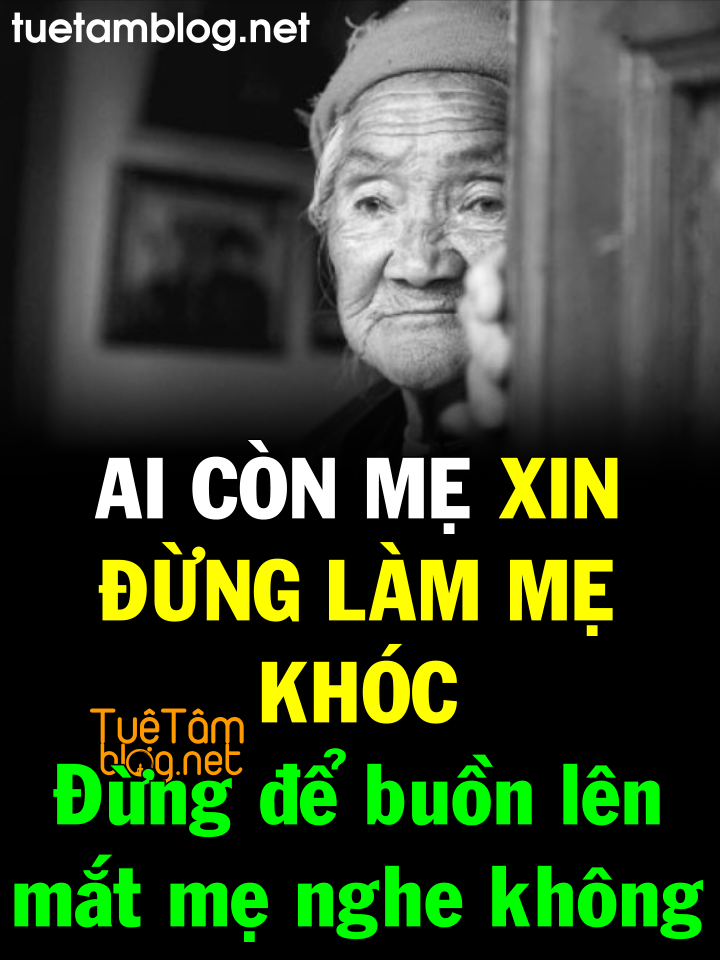 tuetamblog.net
AI CÒN MẸ XIN
ĐỪNG LÀM MẸ
KHÓC
TuệTâm
blog.net
Đừng để buồn lên
mắt mẹ nghe không